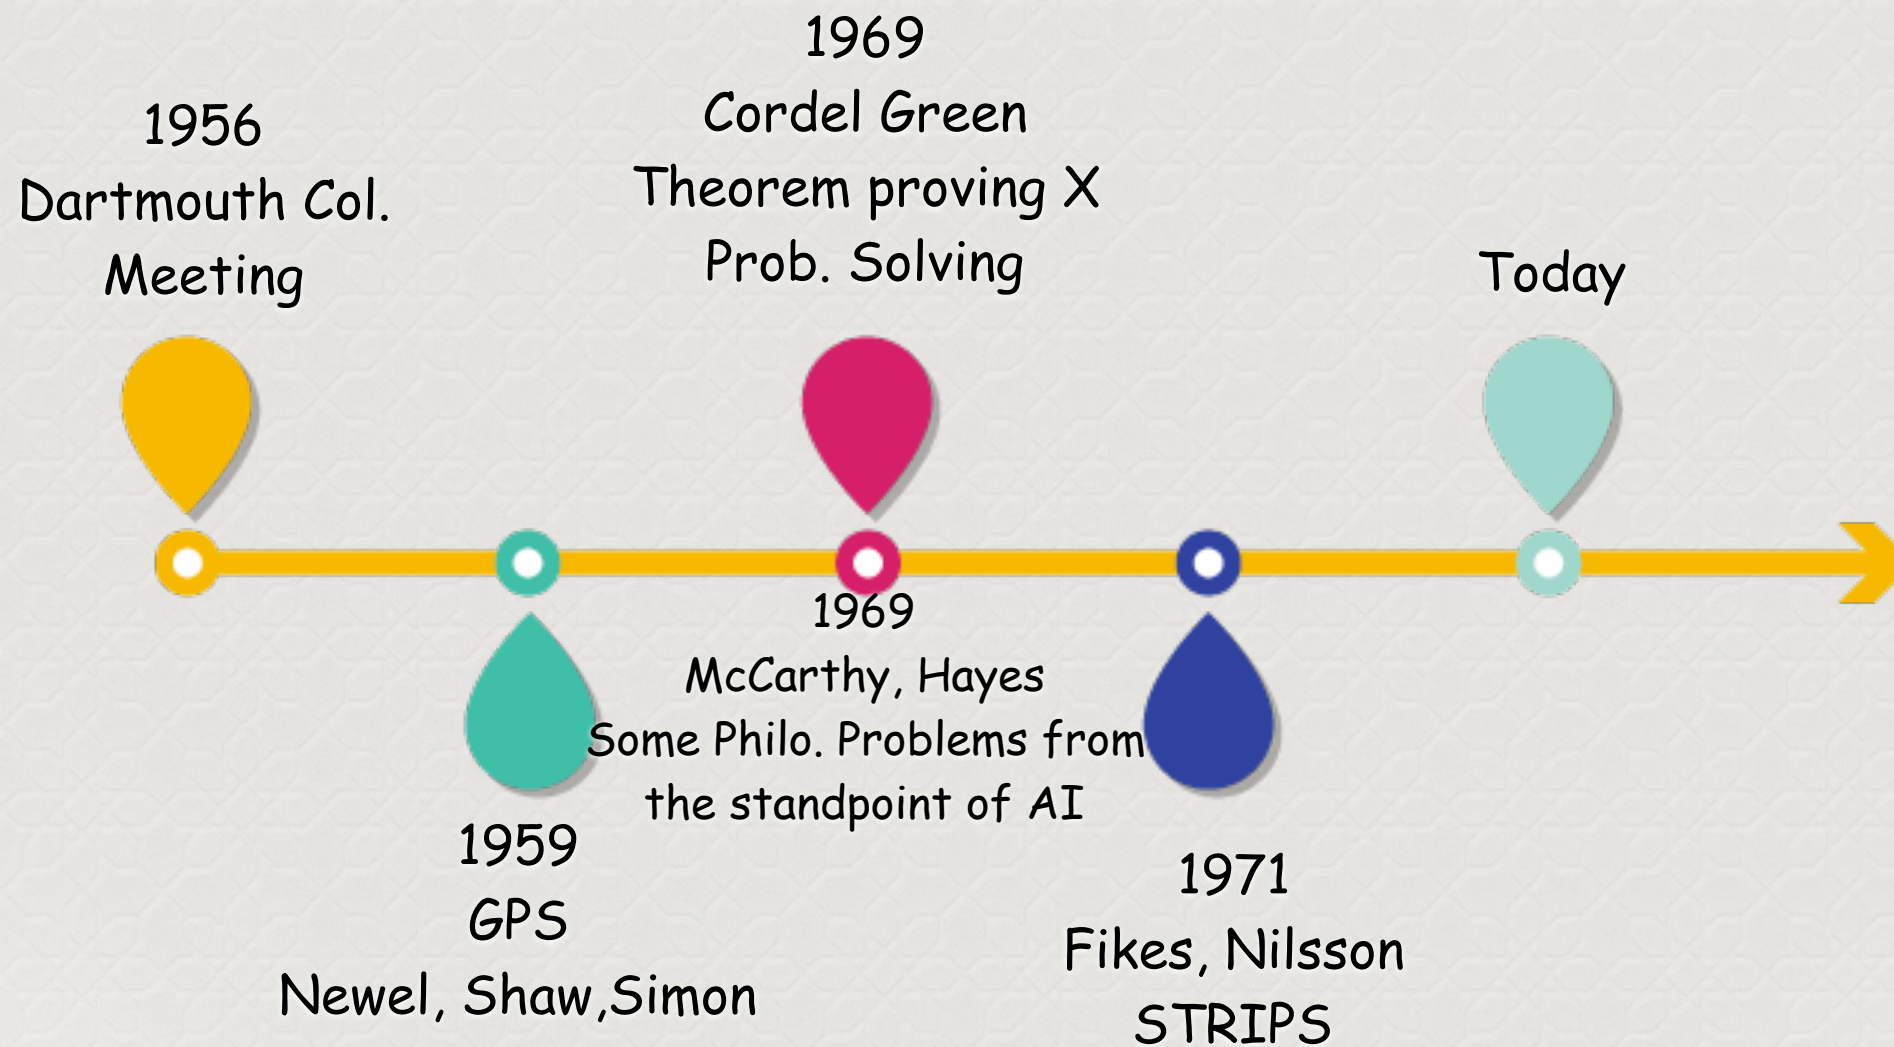 1956
Dartmouth Col.
Meeting
1959
GPS
Newel, Shaw,Simon
1969
Cordel Green
Theorem proving X
Prob. Solving
1969
McCarthy, Hayes
Some Philo. Problems from
the standpoint of AI
1971
Fikes, Nilsson
STRIPS
Today